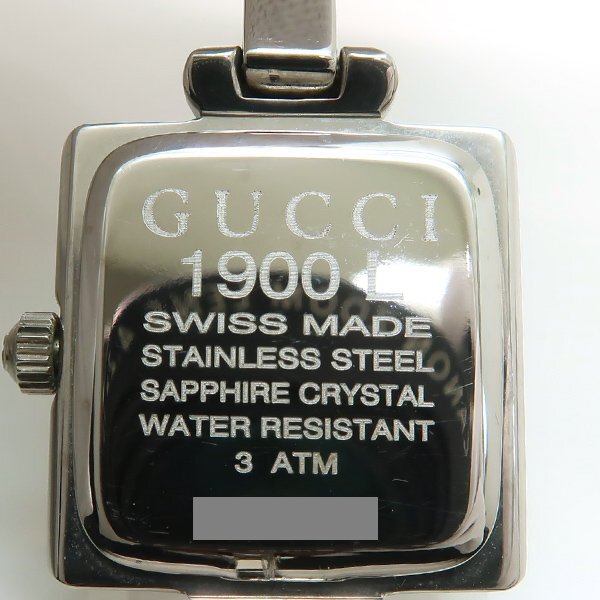 GUCCI
1900 L
SWISS MADE
STAINLESS STEEL
SAPPHIRE CRYSTAL
WATER RESISTANT
3 ATM